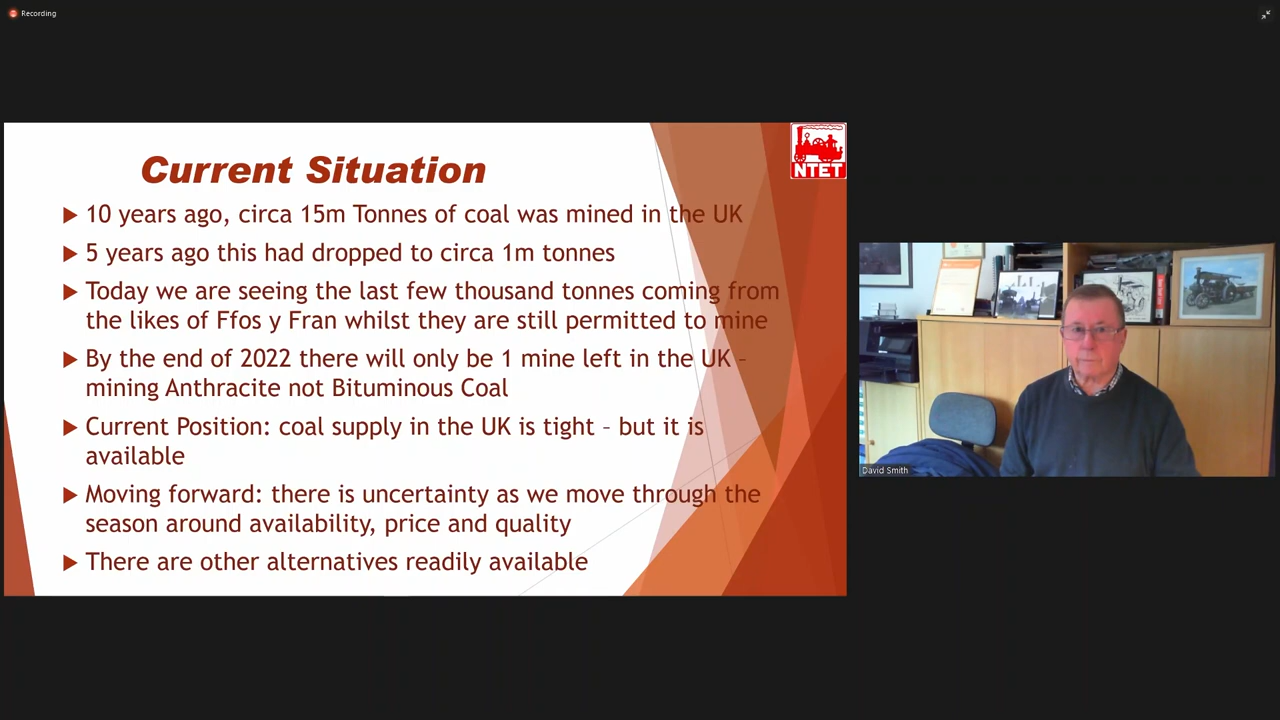 Recording
NTET
Current Situation
10 years ago, circa 15m Tonnes of coal was mined in the UK
5 years ago this had dropped to circa 1m tonnes
Today we are seeing the last few thousand tonnes coming from
the likes of Ffos y Fran whilst they are still permitted to mine
By the end of 2022 there will only be 1 mine left in the UK –
mining Anthracite not Bituminous Coal
Current Position: coal supply in the UK is tight – but it is
available
Moving forward: there is uncertainty as we move through the
season around availability, price and quality
There are other alternatives readily available
David Smith